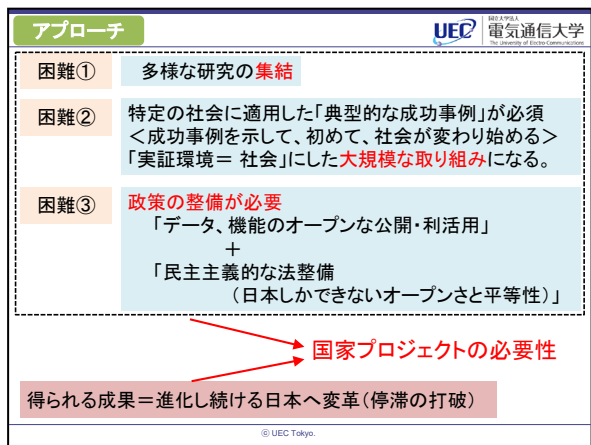 アプローチ
UEC
国立大学法人
電気通信大学
The University of Electro-Communications
困難①
多様な研究の集結
困難②
特定の社会に適用した「典型的な成功事例」が必須
＜成功事例を示して、初めて、社会が変わり始める＞
「実証環境＝ 社会」にした大規模な取り組みになる。
困難③
政策の整備が必要
「データ、機能のオープンな公開・利活用」
＋
「民主主義的な法整備
（日本しかできないオープンさと平等性）」
国家プロジェクトの必要性
得られる成果＝進化し続ける日本へ変革（停滞の打破）
© UEC Tokyo.